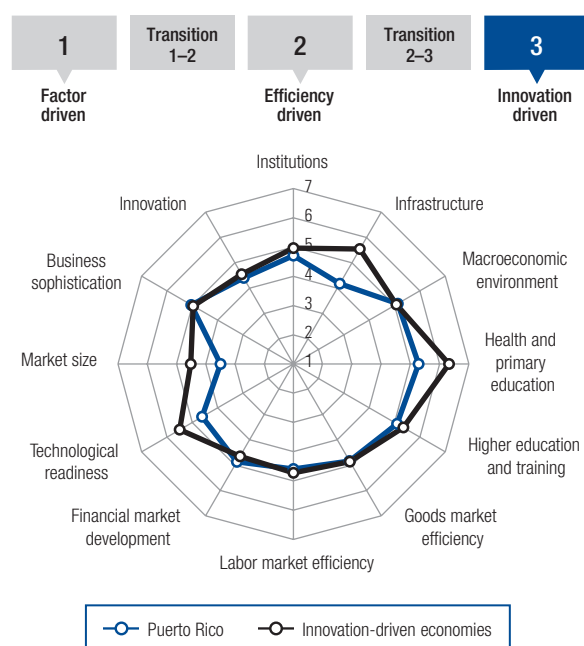 1
Transition
1–2
2
Transition
2–3
3
Factor
driven
Efficiency
driven
Innovation
driven
Institutions
Infrastructure
Macroeconomic
environment
Health and
primary
education
Higher education
and training
Goods market
efficiency
Labor market efficiency
Financial market
development
Technological
readiness
Market size
Business
sophistication
Innovation
7
6
5
4
3
2
1
Puerto Rico
Innovation-driven economies